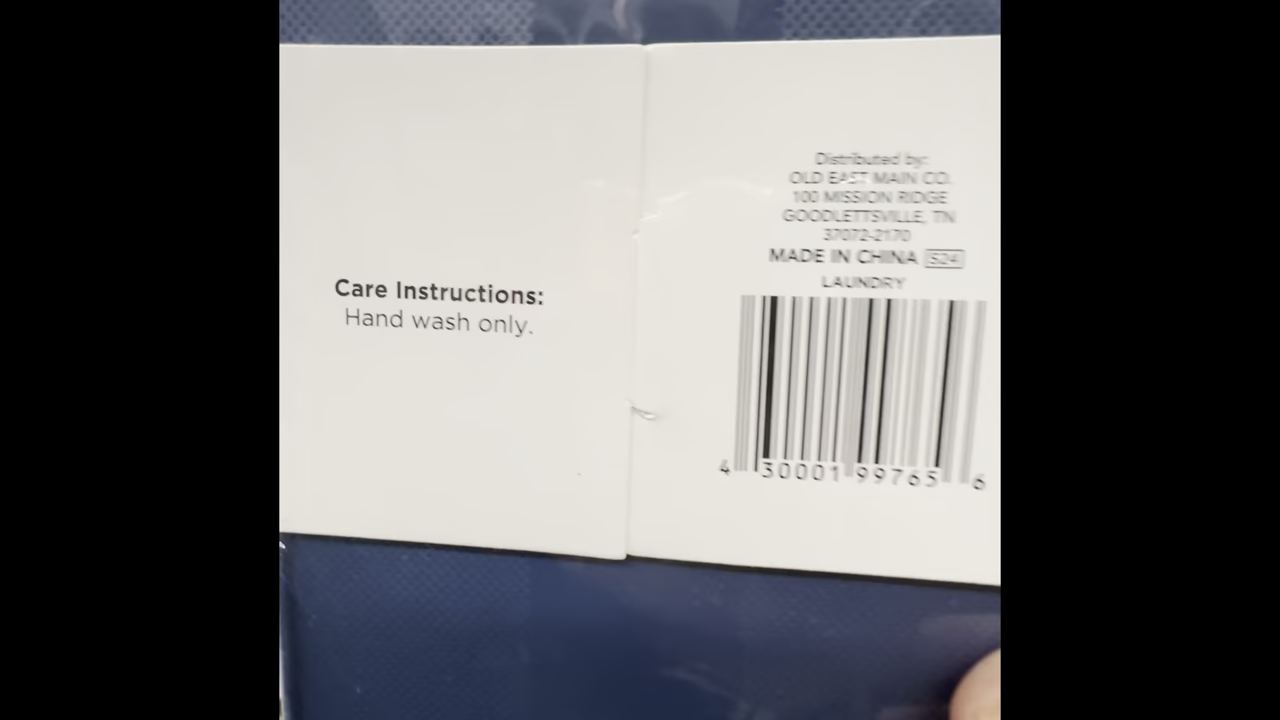 Care Instructions:
Hand wash only.
Distributed by:
OLD EAST MAIN CO.
100 MISSION RIDGE
GOODLETTSVILLE, TN
37072-2170
MADE IN CHINA S24
LAUNDRY
4 30001 99765 6